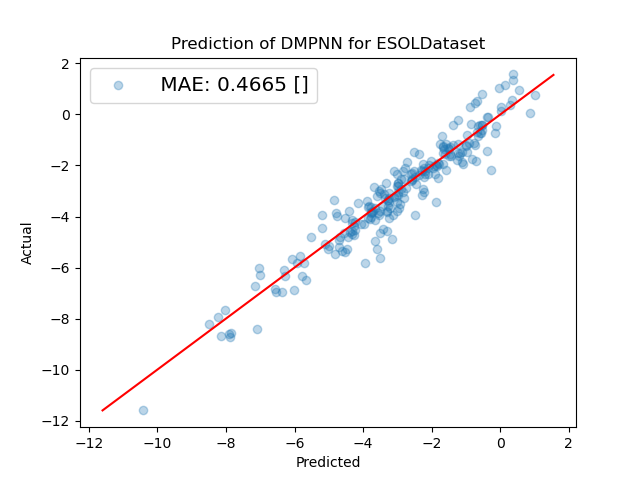 Prediction of DMPNN for ESOLDataset
MAE: 0.4665 []
2
0
−2
−4
−6
−8
−10
−12
Actual
−12 −10 −8 −6 −4 −2 0 2
Predicted